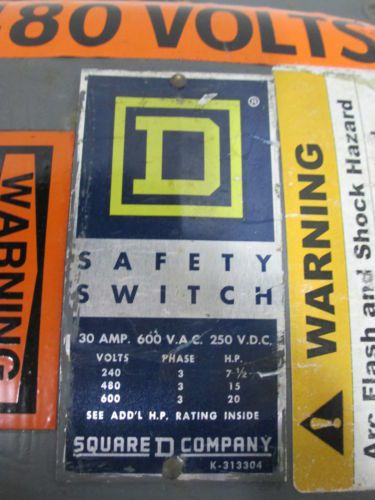 480 VOLTS
WARNING
D
®
SAFETY
SWITCH
30 AMP. 600 V.A.C. 250 V.D.C.
VOLTS PHASE H.P.
240 3 7 ½
480 3 15
600 3 20
SEE ADD'L H.P. RATING INSIDE
SQUARE D COMPANY
K-313304
WARNING
Arc Flash and Shock Hazard